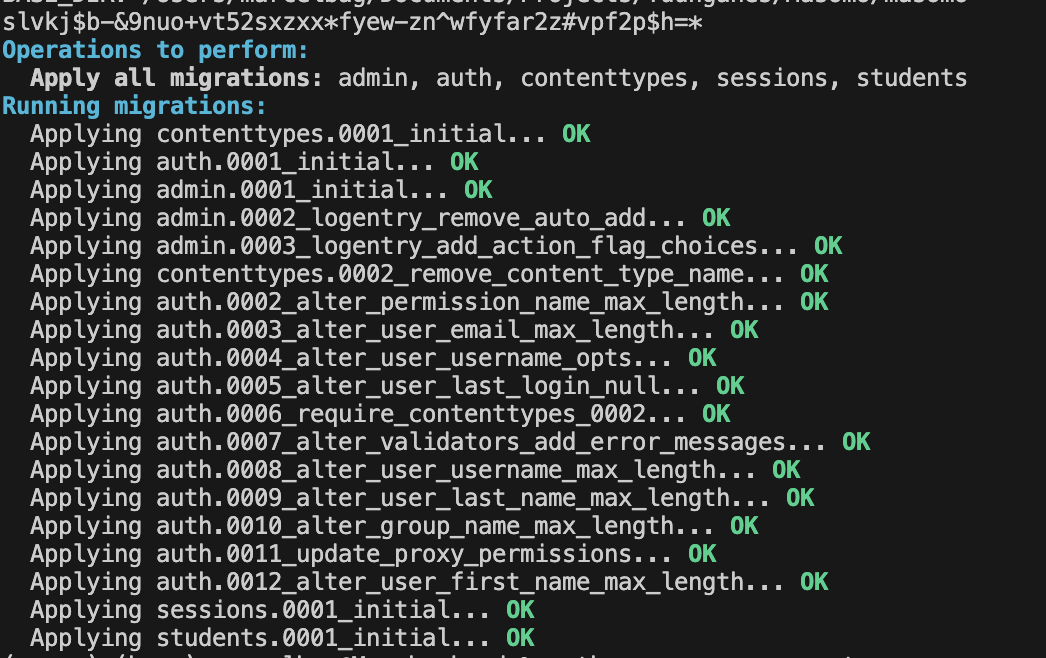 slvkj$b-&9nuo+vt52sxzxx*fyew-zn^wfyfar2z#vpf2p$h=*
Operations to perform:
  Apply all migrations: admin, auth, contenttypes, sessions, students
Running migrations:
  Applying contenttypes.0001_initial... OK
  Applying auth.0001_initial... OK
  Applying admin.0001_initial... OK
  Applying admin.0002_logentry_remove_auto_add... OK
  Applying admin.0003_logentry_add_action_flag_choices... OK
  Applying contenttypes.0002_remove_content_type_name... OK
  Applying auth.0002_alter_permission_name_max_length... OK
  Applying auth.0003_alter_user_email_max_length... OK
  Applying auth.0004_alter_user_username_opts... OK
  Applying auth.0005_alter_user_last_login_null... OK
  Applying auth.0006_require_contenttypes_0002... OK
  Applying auth.0007_alter_validators_add_error_messages... OK
  Applying auth.0008_alter_user_username_max_length... OK
  Applying auth.0009_alter_user_last_name_max_length... OK
  Applying auth.0010_alter_group_name_max_length... OK
  Applying auth.0011_update_proxy_permissions... OK
  Applying auth.0012_alter_user_first_name_max_length... OK
  Applying sessions.0001_initial... OK
  Applying students.0001_initial... OK